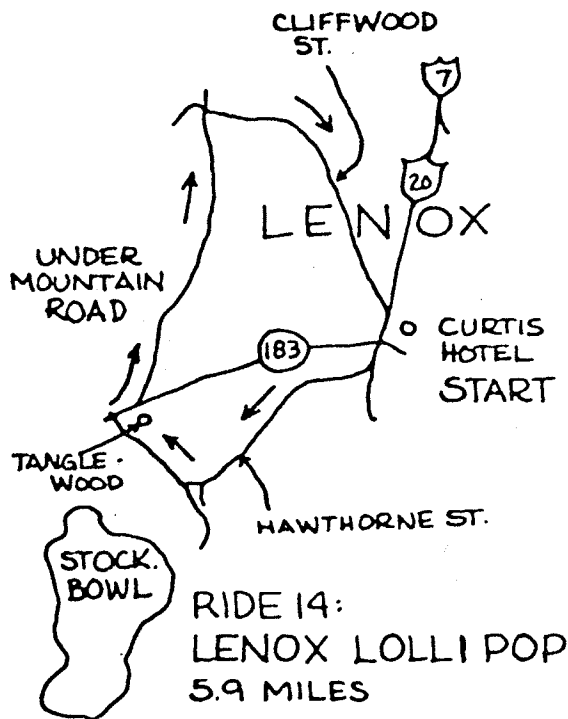 CLIFFWOOD
ST.
7
20
LENOX
UNDER
MOUNTAIN
ROAD
183
CURTIS
HOTEL
START
TANGLE-
WOOD
HAWTHORNE ST.
STOCK.
BOWL
RIDE 14:
LENOX LOLLIPOP
5.9 MILES